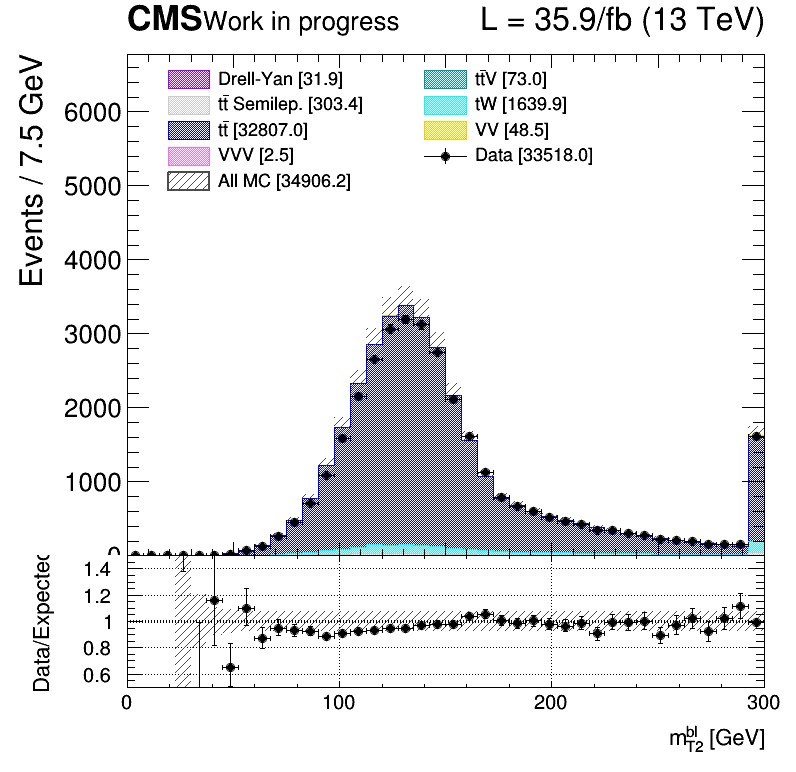 CMS Work in progress L = 35.9/fb (13 TeV)
Events / 7.5 GeV
Drell-Yan [31.9]
tt̄ Semilep. [303.4]
tt̄ [32807.0]
VVV [2.5]
All MC [34906.2]
tt̄V [73.0]
tW [1639.9]
VV [48.5]
Data [33518.0]
6000
5000
4000
3000
2000
1000
0
Data/Expected
1.4
1.2
1
0.8
0.6
0 100 200 300
m_{T2}^{bl} [GeV]